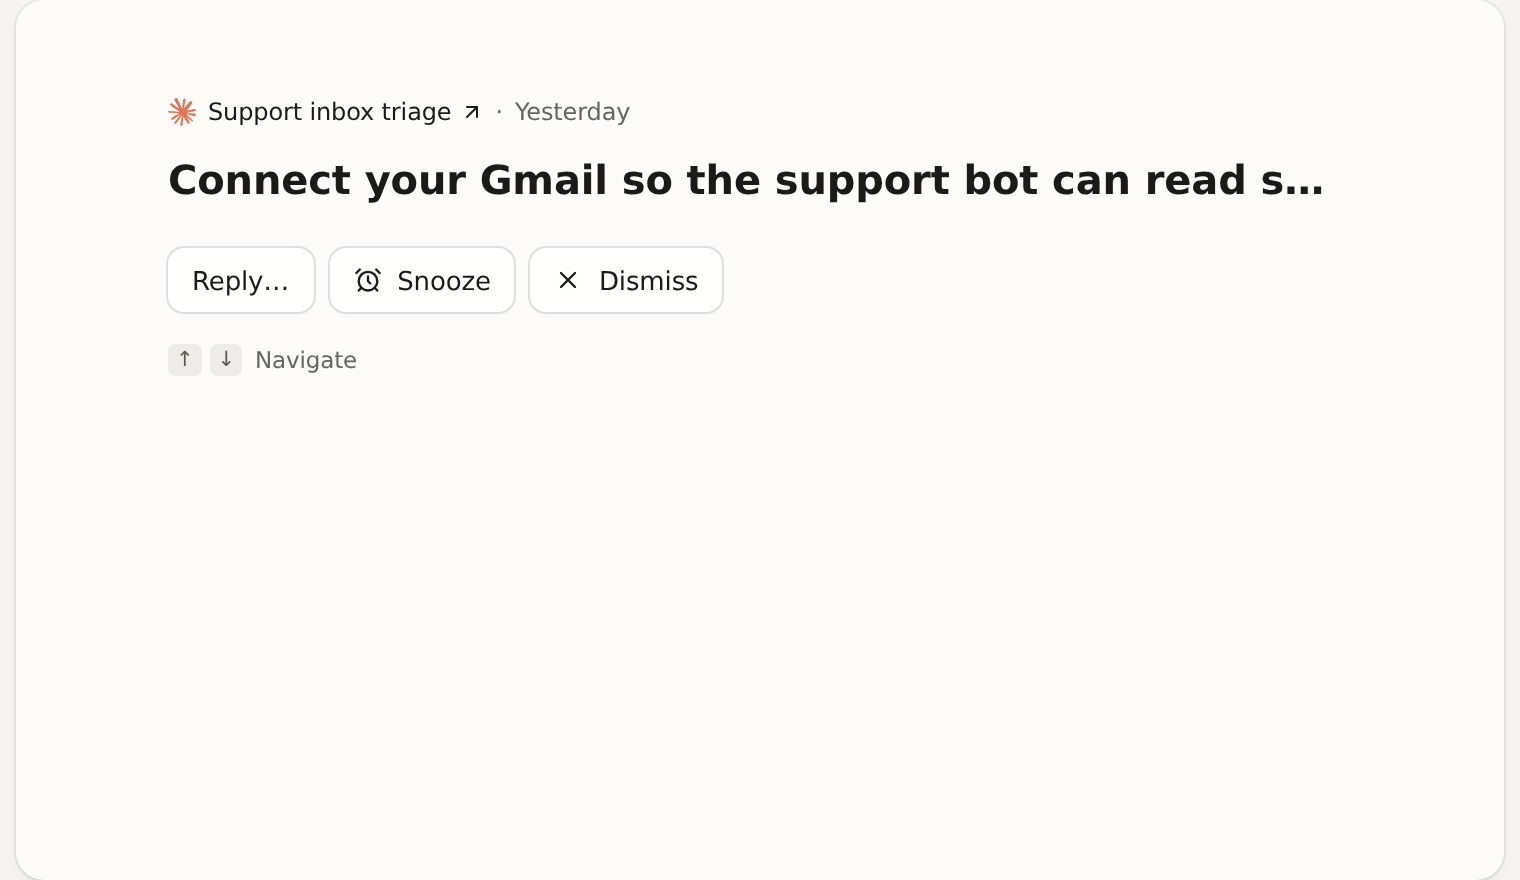 Support inbox triage ↗ · Yesterday
Connect your Gmail so the support bot can read s…
Reply… Snooze Dismiss
↑ ↓ Navigate